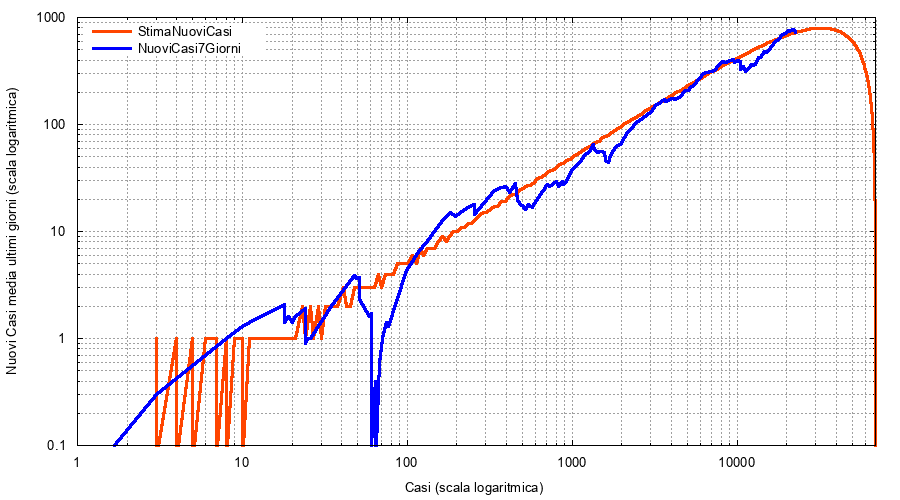 1000
100
10
1
0.1
StimaNuoviCasi
NuoviCasi7Giorni
Nuovi Casi media ultimi giorni (scala logaritmica)
1 10 100 1000 10000
Casi (scala logaritmica)